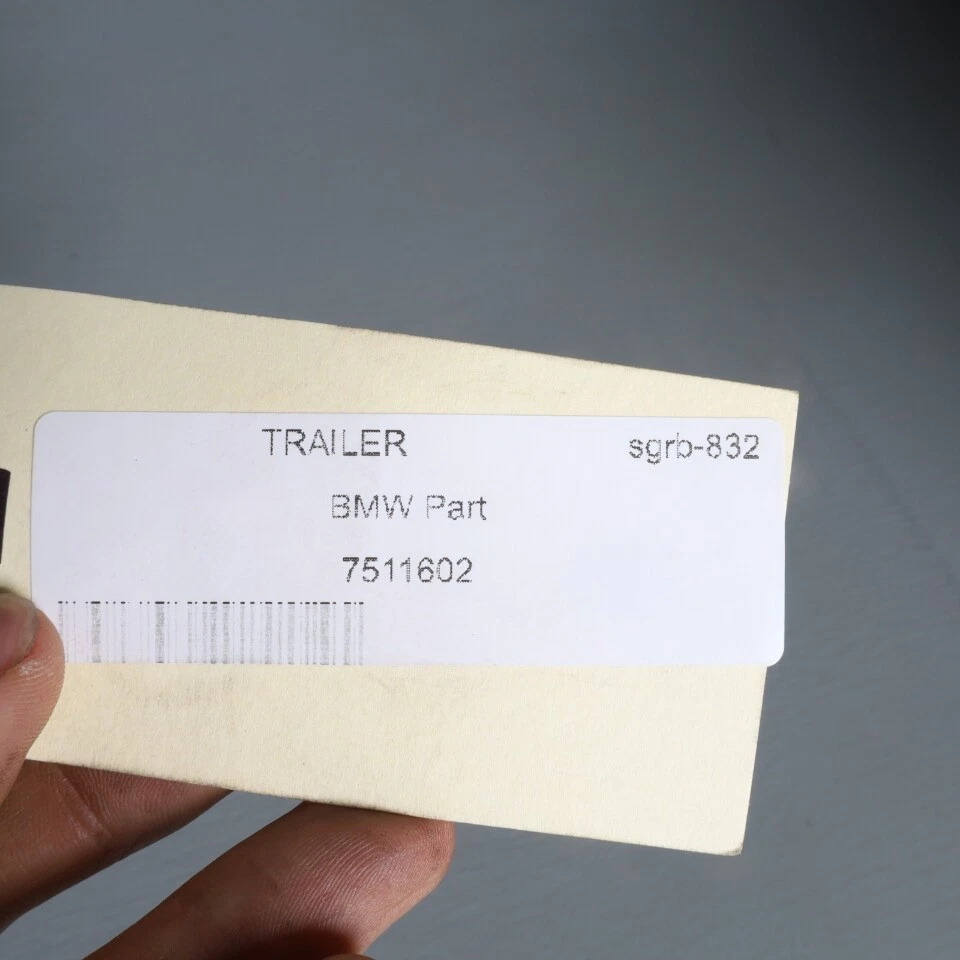 TRAILER sgrb-832
BMW Part
7511602